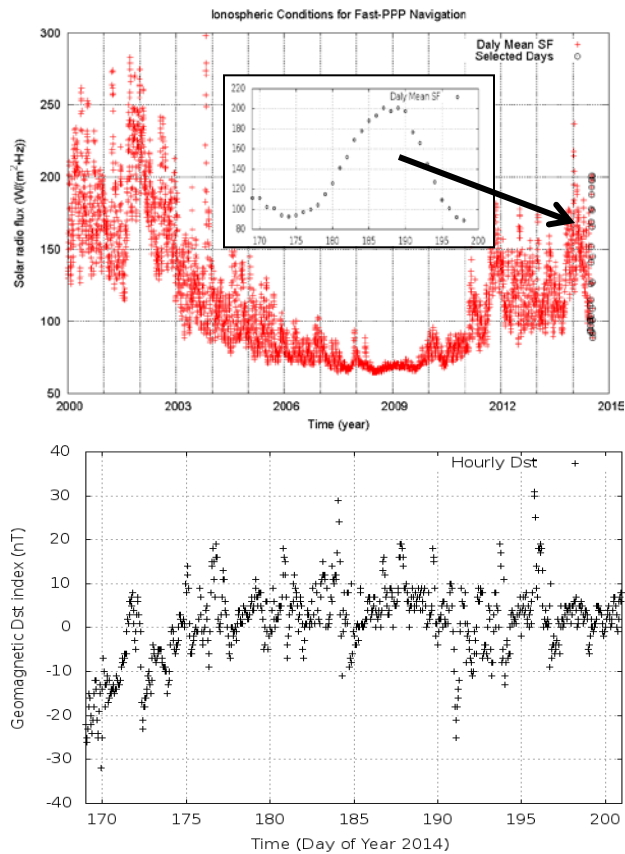 Ionospheric Conditions for Fast-PPP Navigation
Solar radio flux (W/(m²·Hz))
300
250
200
150
100
50
Daly Mean SF
Selected Days
220
200
180
160
140
120
100
80
Daly Mean SF
170 175 180 185 190 195 200
2000 2003 2006 2009 2012 2015
Time (year)
Geomagnetic Dst index (nT)
40
30
20
10
0
-10
-20
-30
-40
Hourly Dst
170 175 180 185 190 195 200
Time (Day of Year 2014)